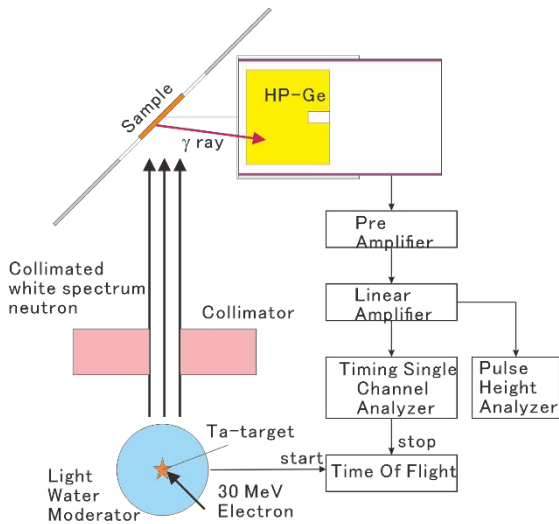 Sample
HP-Ge
γ ray
Pre
Amplifier
Collimated
white spectrum
neutron
Linear
Amplifier
Collimator
Timing Single
Channel
Analyzer
Pulse
Height
Analyzer
Ta-target
start
stop
Time Of Flight
Light
Water
Moderator
30 MeV
Electron